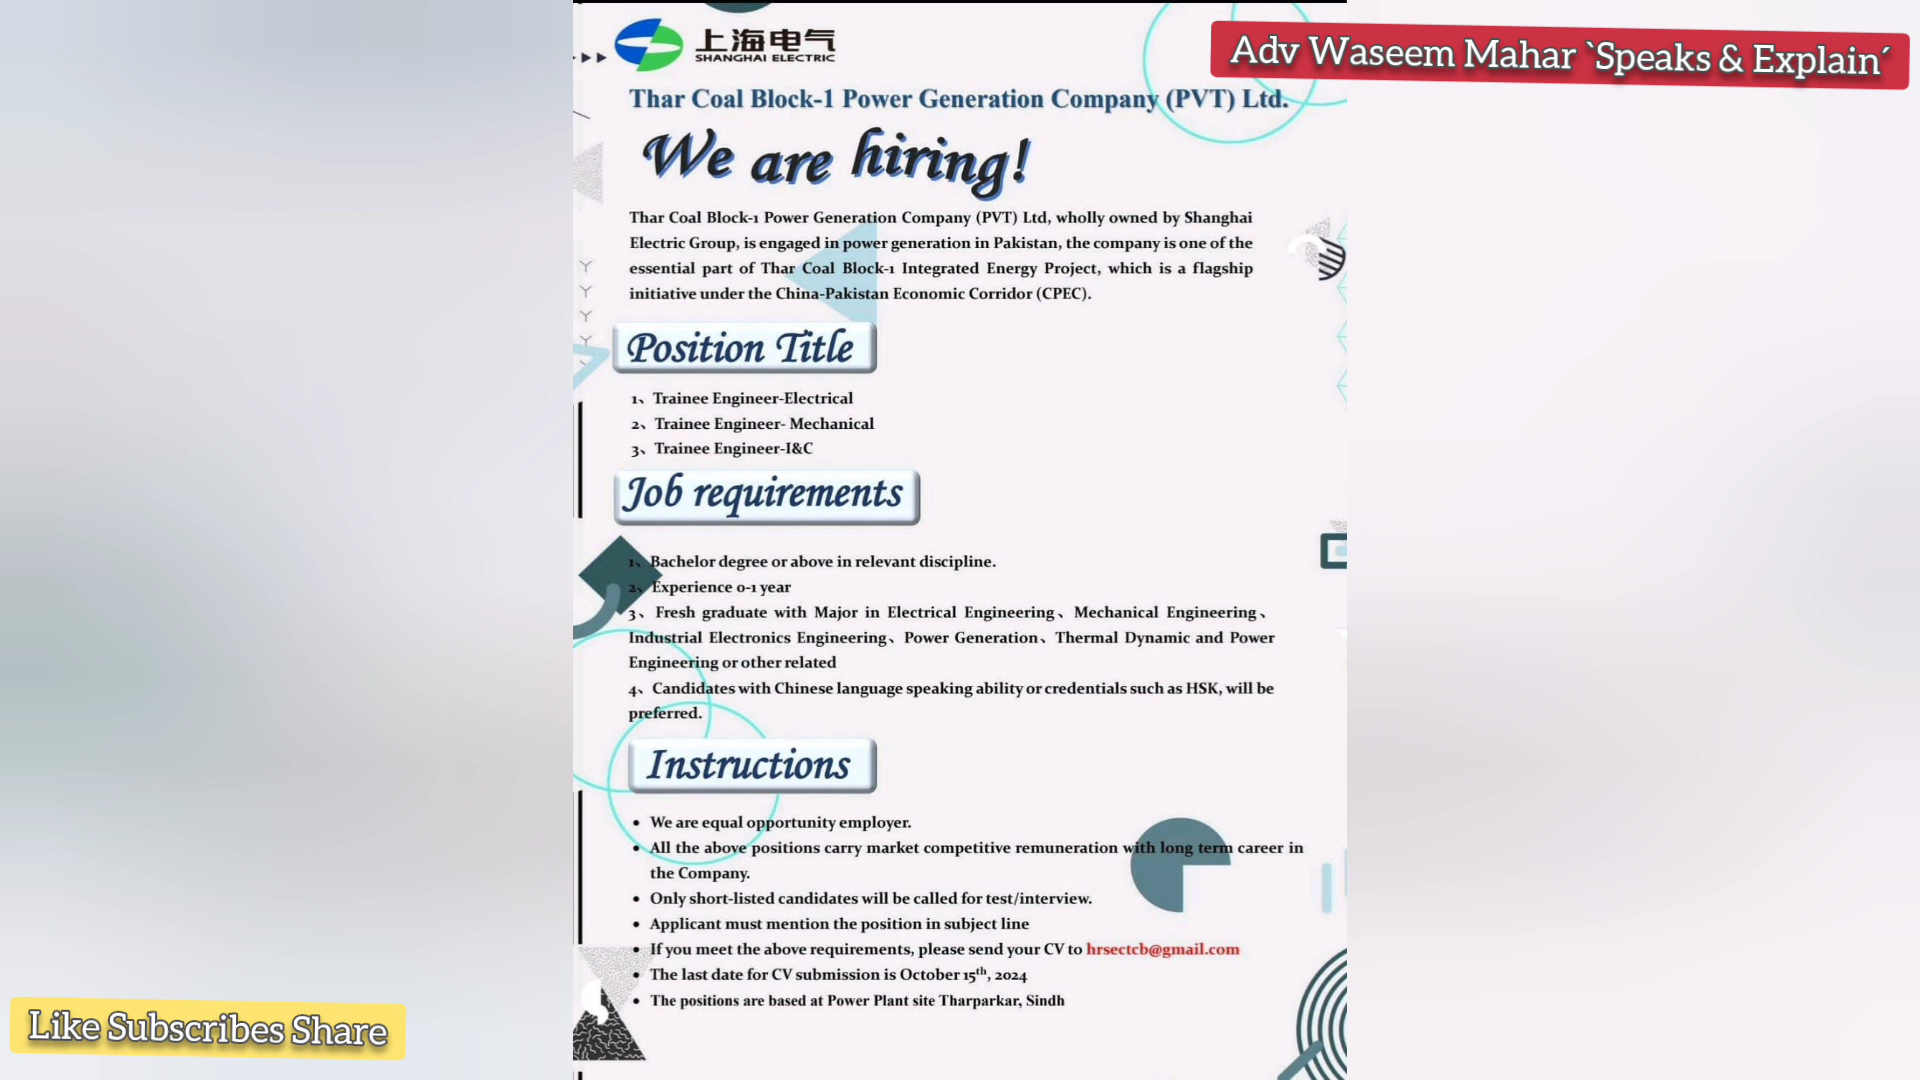 上海电气
SHANGHAI ELECTRIC
Adv Waseem Mahar `Speaks & Explain´
Thar Coal Block-1 Power Generation Company (PVT) Ltd.
We are hiring!
Thar Coal Block-1 Power Generation Company (PVT) Ltd, wholly owned by Shanghai
Electric Group, is engaged in power generation in Pakistan, the company is one of the
essential part of Thar Coal Block-1 Integrated Energy Project, which is a flagship
initiative under the China-Pakistan Economic Corridor (CPEC).
Position Title
1、Trainee Engineer-Electrical
2、Trainee Engineer- Mechanical
3、Trainee Engineer-I&C
Job requirements
1、Bachelor degree or above in relevant discipline.
2、Experience 0-1 year
3、Fresh graduate with Major in Electrical Engineering、Mechanical Engineering、
Industrial Electronics Engineering、Power Generation、Thermal Dynamic and Power
Engineering or other related
4、Candidates with Chinese language speaking ability or credentials such as HSK, will be
preferred.
Instructions
• We are equal opportunity employer.
• All the above positions carry market competitive remuneration with long term career in
the Company.
• Only short-listed candidates will be called for test/interview.
• Applicant must mention the position in subject line
• If you meet the above requirements, please send your CV to hrsectcb@gmail.com
• The last date for CV submission is October 15th, 2024
• The positions are based at Power Plant site Tharparkar, Sindh
Like Subscribes Share